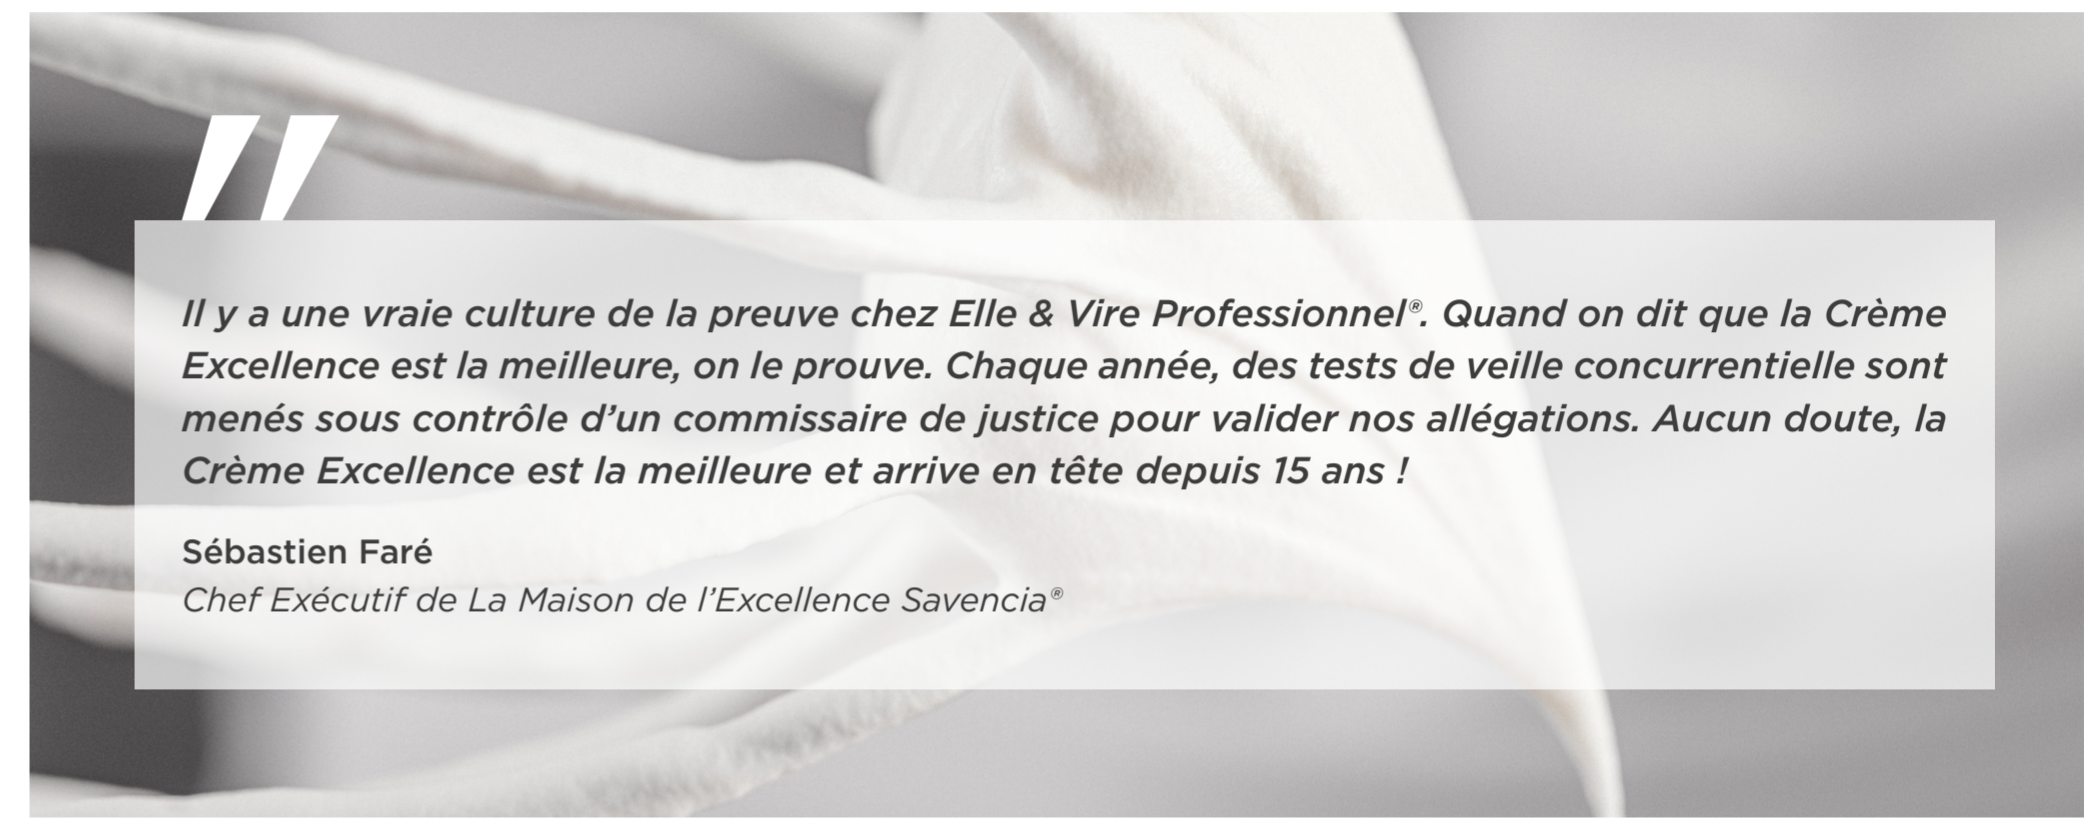 "
Il y a une vraie culture de la preuve chez Elle & Vire Professionnel®. Quand on dit que la Crème
Excellence est la meilleure, on le prouve. Chaque année, des tests de veille concurrentielle sont
menés sous contrôle d’un commissaire de justice pour valider nos allégations. Aucun doute, la
Crème Excellence est la meilleure et arrive en tête depuis 15 ans !
Sébastien Faré
Chef Exécutif de La Maison de l’Excellence Savencia®